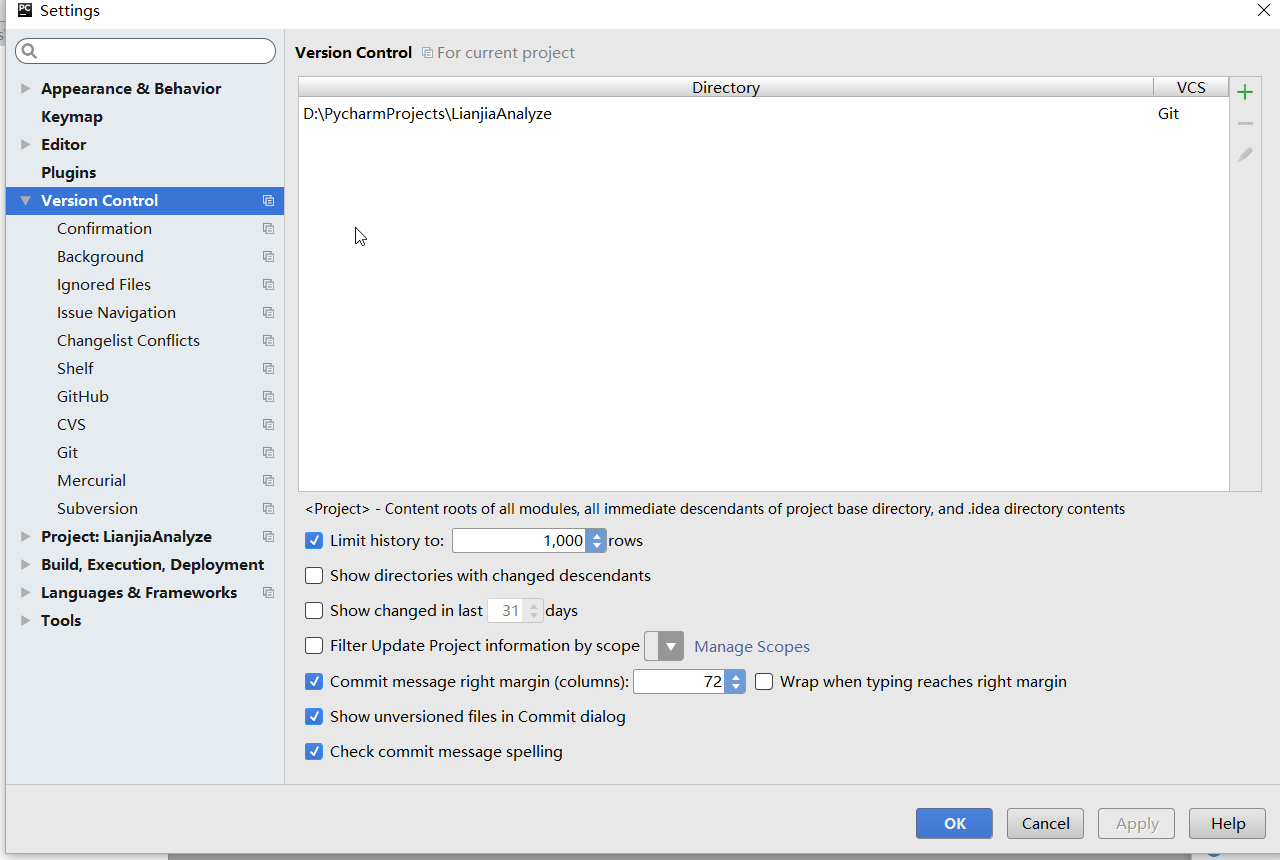 PC Settings
Appearance & Behavior
Keymap
Editor
Plugins
Version Control
Confirmation
Background
Ignored Files
Issue Navigation
Changelist Conflicts
Shelf
GitHub
CVS
Git
Mercurial
Subversion
Project: LianjiaAnalyze
Build, Execution, Deployment
Languages & Frameworks
Tools
Version Control For current project
Directory VCS
D:\PycharmProjects\LianjiaAnalyze Git
<Project> - Content roots of all modules, all immediate descendants of project base directory, and .idea directory contents
Limit history to: 1,000 rows
Show directories with changed descendants
Show changed in last 31 days
Filter Update Project information by scope Manage Scopes
Commit message right margin (columns): 72 Wrap when typing reaches right margin
Show unversioned files in Commit dialog
Check commit message spelling
OK Cancel Apply Help